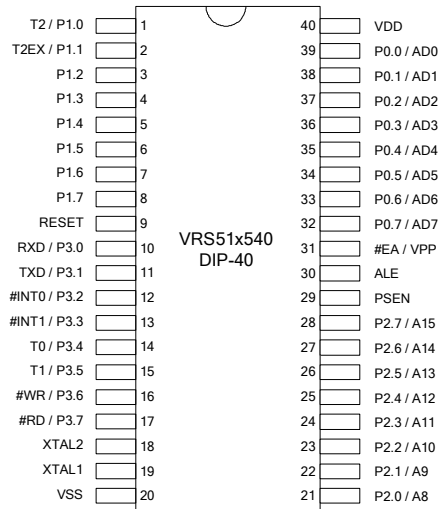 T2 / P1.0 1 40 VDD
T2EX / P1.1 2 39 P0.0 / AD0
P1.2 3 38 P0.1 / AD1
P1.3 4 37 P0.2 / AD2
P1.4 5 36 P0.3 / AD3
P1.5 6 35 P0.4 / AD4
P1.6 7 34 P0.5 / AD5
P1.7 8 33 P0.6 / AD6
RESET 9 32 P0.7 / AD7
RXD / P3.0 10 VRS51x540 31 #EA / VPP
TXD / P3.1 11 DIP-40 30 ALE
#INT0 / P3.2 12 29 PSEN
#INT1 / P3.3 13 28 P2.7 / A15
T0 / P3.4 14 27 P2.6 / A14
T1 / P3.5 15 26 P2.5 / A13
#WR / P3.6 16 25 P2.4 / A12
#RD / P3.7 17 24 P2.3 / A11
XTAL2 18 23 P2.2 / A10
XTAL1 19 22 P2.1 / A9
VSS 20 21 P2.0 / A8